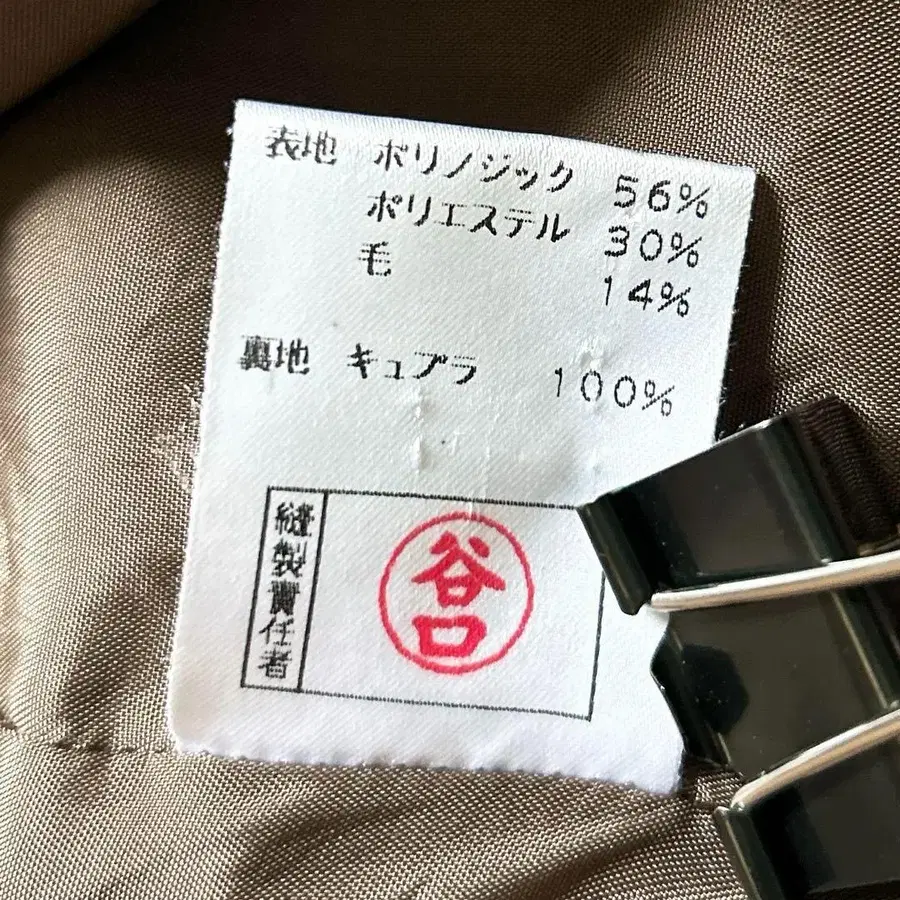 表地 ポリノジック 56%
ポリエステル 30%
毛 14%
裏地 キュプラ 100%
縫製責任者
谷口